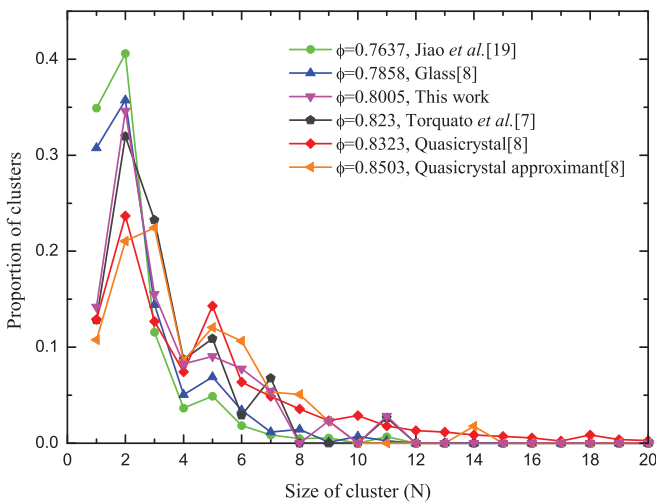 0.4
0.3
0.2
0.1
0.0
Proportion of clusters
ϕ=0.7637, Jiao et al.[19]
ϕ=0.7858, Glass[8]
ϕ=0.8005, This work
ϕ=0.823, Torquato et al.[7]
ϕ=0.8323, Quasicrystal[8]
ϕ=0.8503, Quasicrystal approximant[8]
0 2 4 6 8 10 12 14 16 18 20
Size of cluster (N)